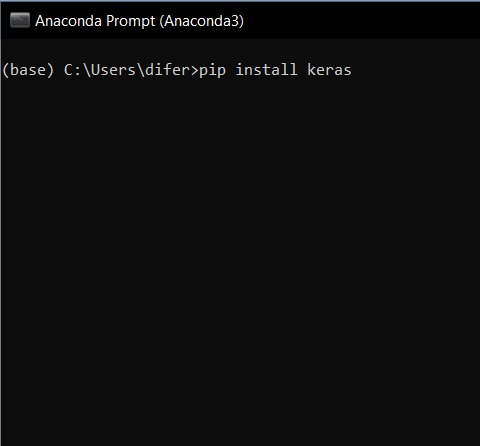 Anaconda Prompt (Anaconda3)
(base) C:\Users\difer>pip install keras